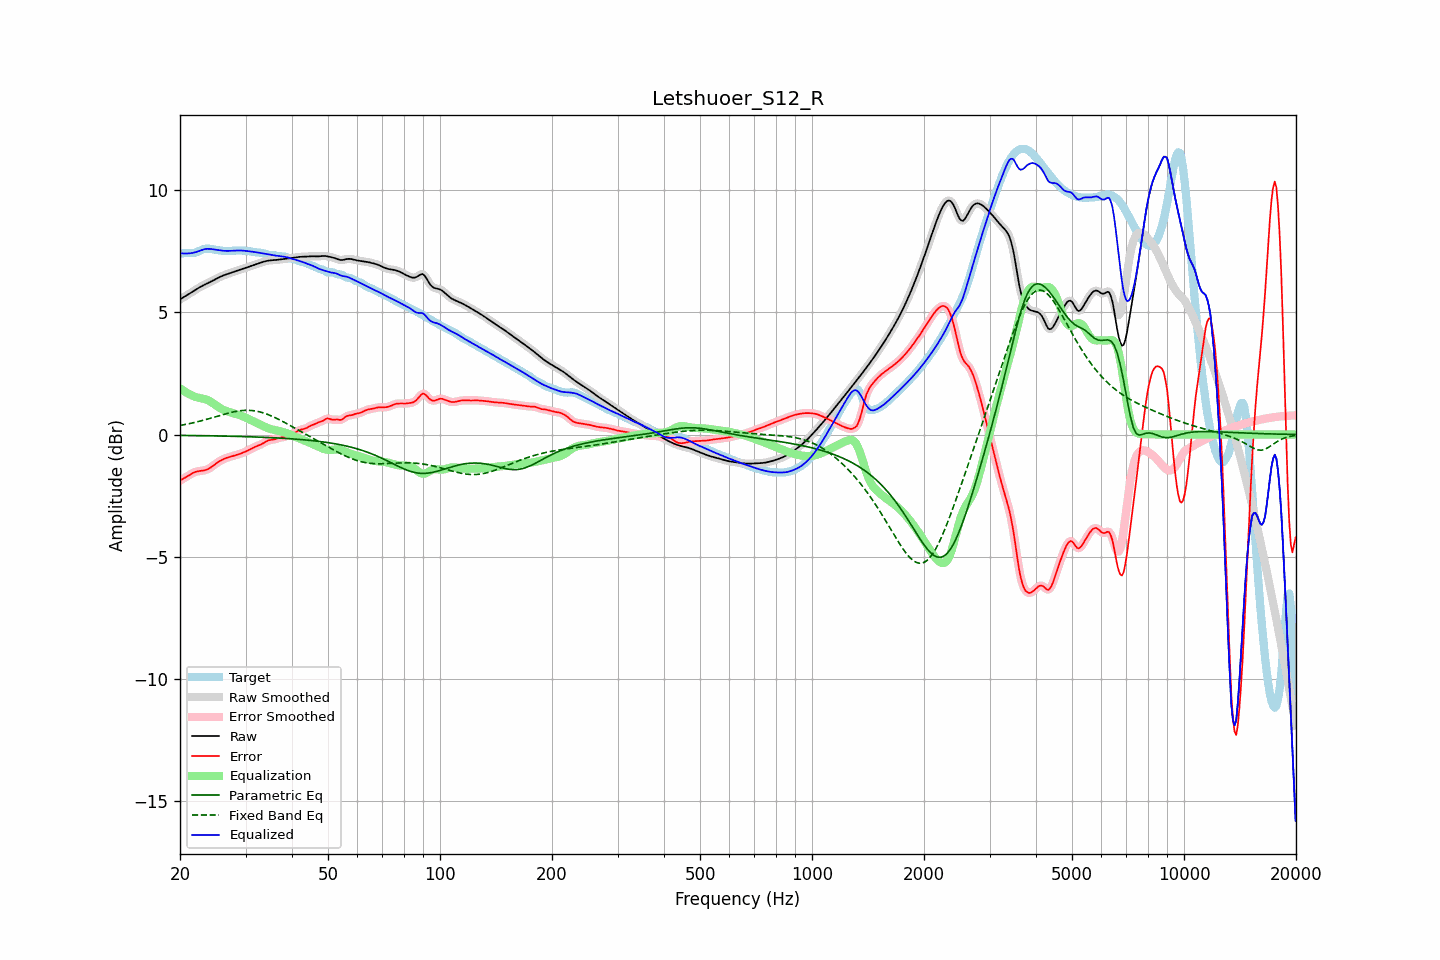 Letshuoer_S12_R
Amplitude (dBr)
10
5
0
−5
−10
−15
Target
Raw Smoothed
Error Smoothed
Raw
Error
Equalization
Parametric Eq
Fixed Band Eq
Equalized
20 50 100 200 500 1000 2000 5000 10000 20000
Frequency (Hz)